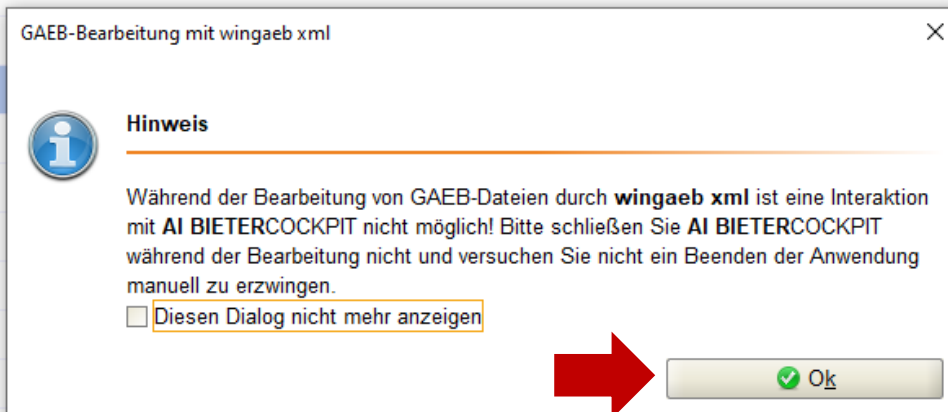 GAEB-Bearbeitung mit wingaeb xml
Hinweis
Während der Bearbeitung von GAEB-Dateien durch wingaeb xml ist eine Interaktion
mit AI BIETERCOCKPIT nicht möglich! Bitte schließen Sie AI BIETERCOCKPIT
während der Bearbeitung nicht und versuchen Sie nicht ein Beenden der Anwendung
manuell zu erzwingen.
Diesen Dialog nicht mehr anzeigen
Ok